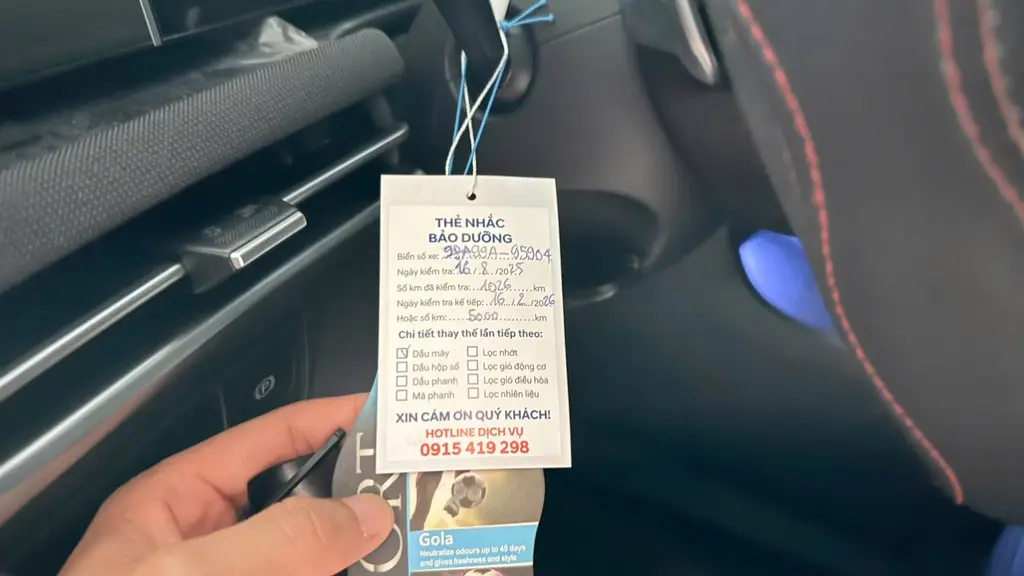 THẺ NHẮC
BẢO DƯỠNG
Biển số xe: 99A99A-95904
Ngày kiểm tra: 16/8/2025
Số km đã kiểm tra: 1026 km
Ngày kiểm tra kế tiếp: 16/2/2026
Hoặc số km: 5000 km
Chi tiết thay thế lần tiếp theo:
Dầu máy Lọc nhớt
Dầu hộp số Lọc gió động cơ
Dầu phanh Lọc gió điều hòa
Má phanh Lọc nhiên liệu
XIN CẢM ƠN QUÝ KHÁCH!
HOTLINE DỊCH VỤ
0915 419 298
ORT
Gola
Neutralize odours up to 45 days
and gives freshness and style